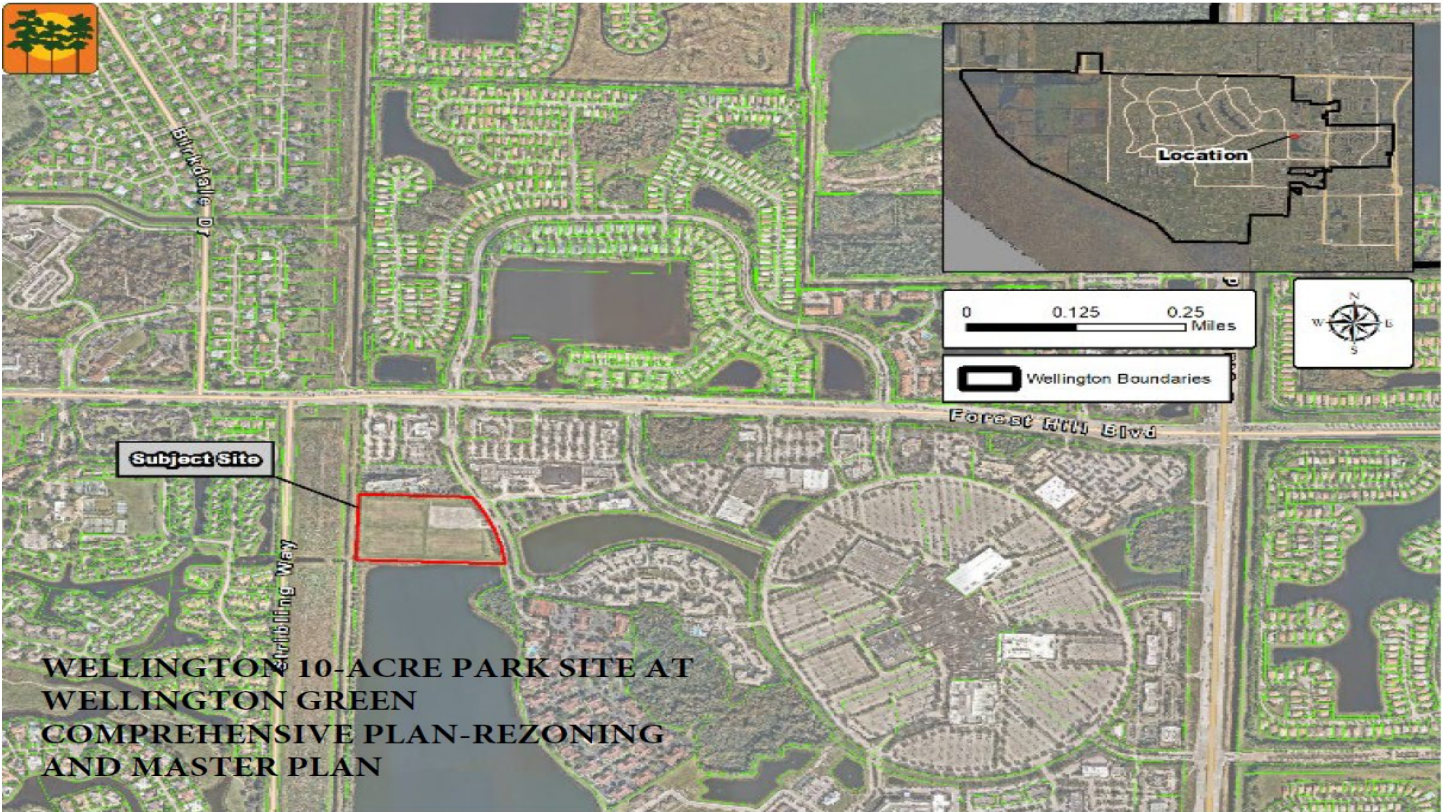 Birkdalle Dr
Location
0 0.125 0.25
Miles
N
W E
S
Wellington Boundaries
Forest Hill Blvd
Subject Site
Stribling Way
WELLINGTON 10-ACRE PARK SITE AT
WELLINGTON GREEN
COMPREHENSIVE PLAN-REZONING
AND MASTER PLAN